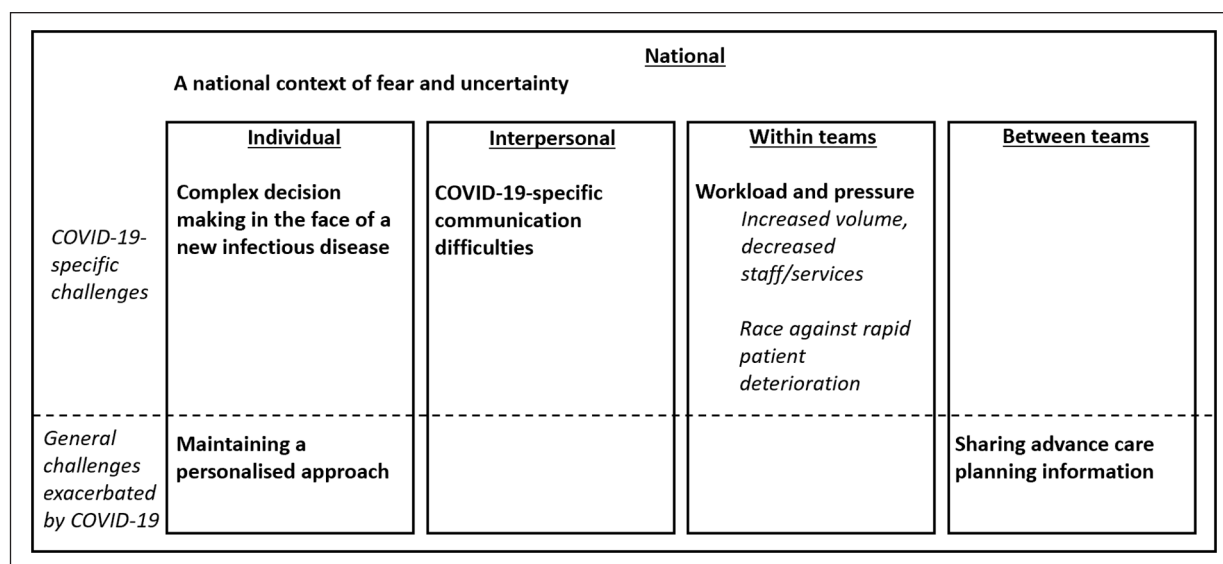 National
A national context of fear and uncertainty
Individual
Interpersonal
Within teams
Between teams
COVID-19-
specific
challenges
Complex decision
making in the face of a
new infectious disease
COVID-19-specific
communication
difficulties
Workload and pressure
Increased volume,
decreased
staff/services
Race against rapid
patient
deterioration
General
challenges
exacerbated
by COVID-19
Maintaining a
personalised approach
Sharing advance care
planning information